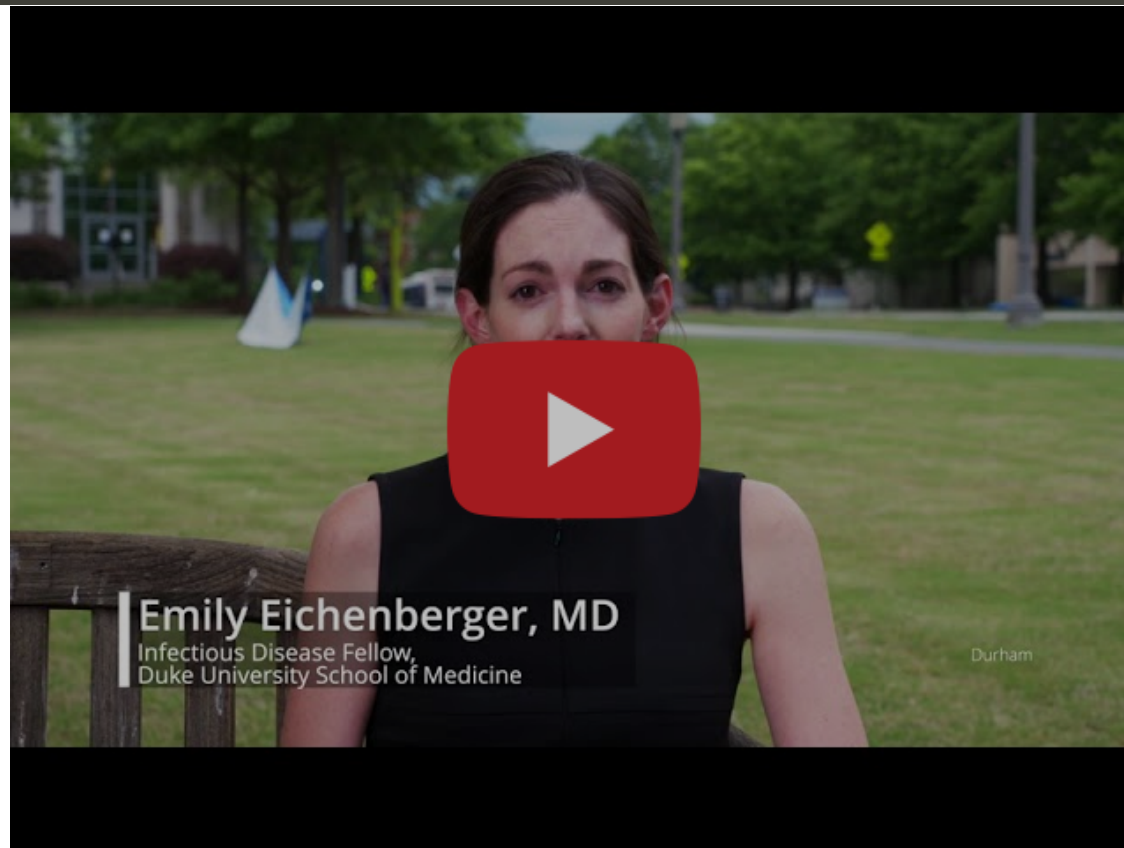 Emily Eichenberger, MD
Infectious Disease Fellow,
Duke University School of Medicine
Durham